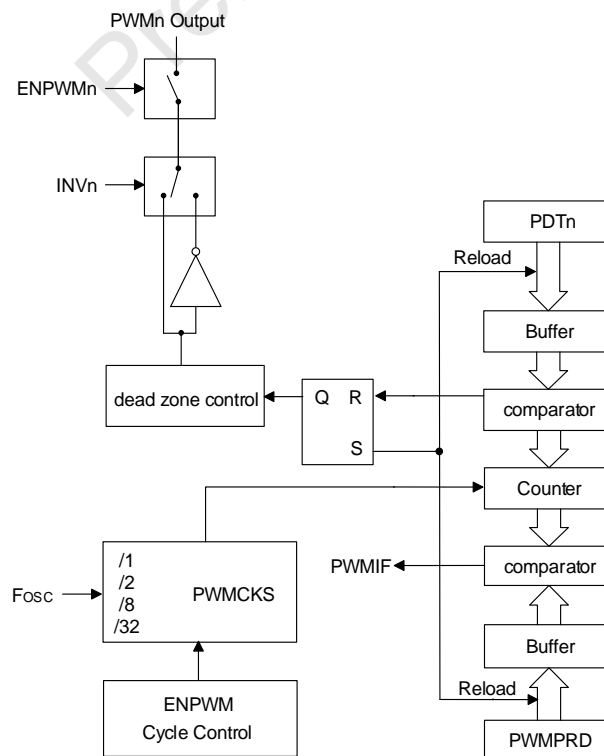 PWMn Output
ENPWMn
INVn
PDTn
Reload
Buffer
dead zone control
Q R
S
comparator
Counter
/1
/2
/8
/32
PWMCKS
Fosc
PWMIF
comparator
Buffer
ENPWM
Cycle Control
Reload
PWMPRD